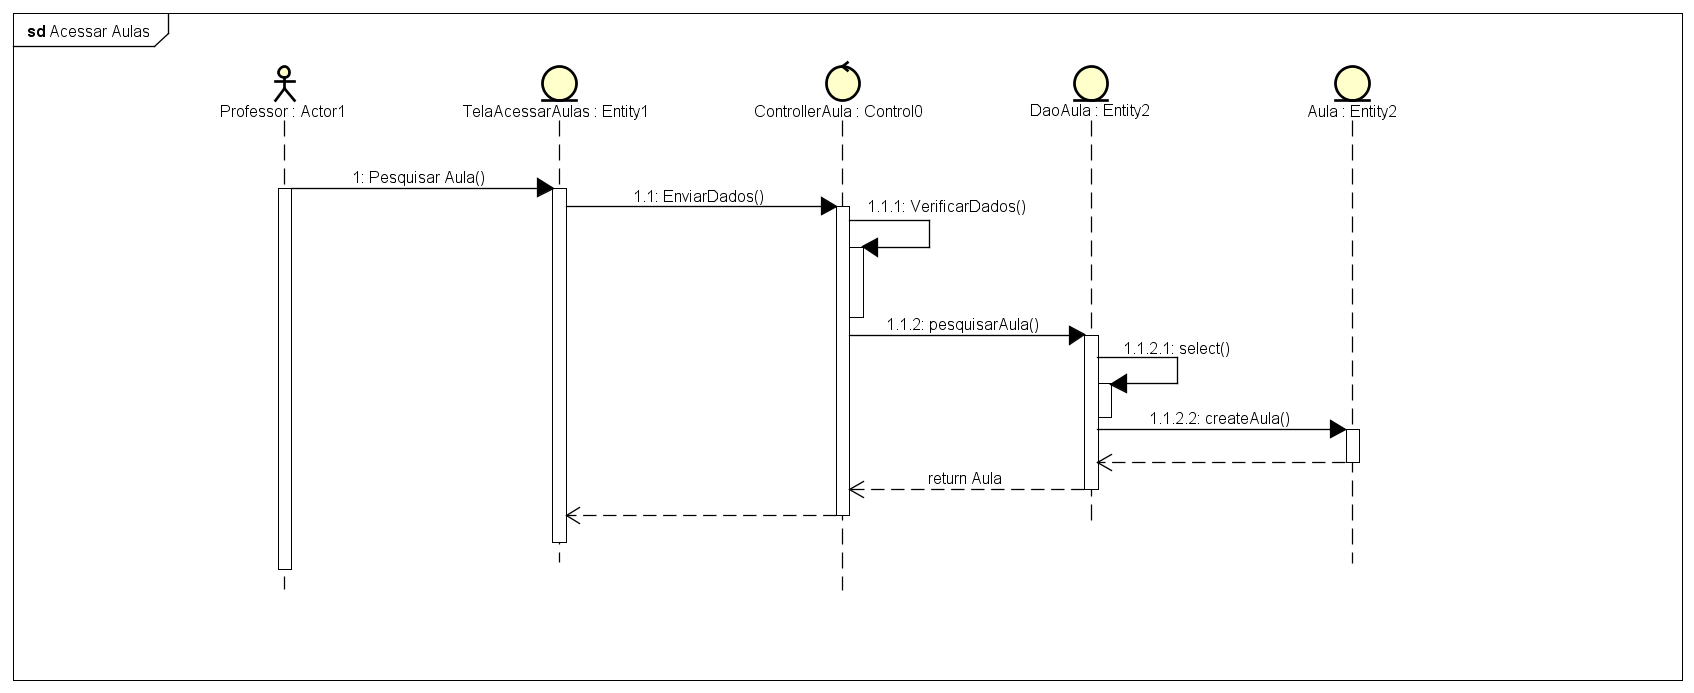 sd Acessar Aulas
Professor : Actor1
TelaAcessarAulas : Entity1
ControllerAula : Control0
DaoAula : Entity2
Aula : Entity2
1: Pesquisar Aula()
1.1: EnviarDados()
1.1.1: VerificarDados()
1.1.2: pesquisarAula()
1.1.2.1: select()
1.1.2.2: createAula()
return Aula